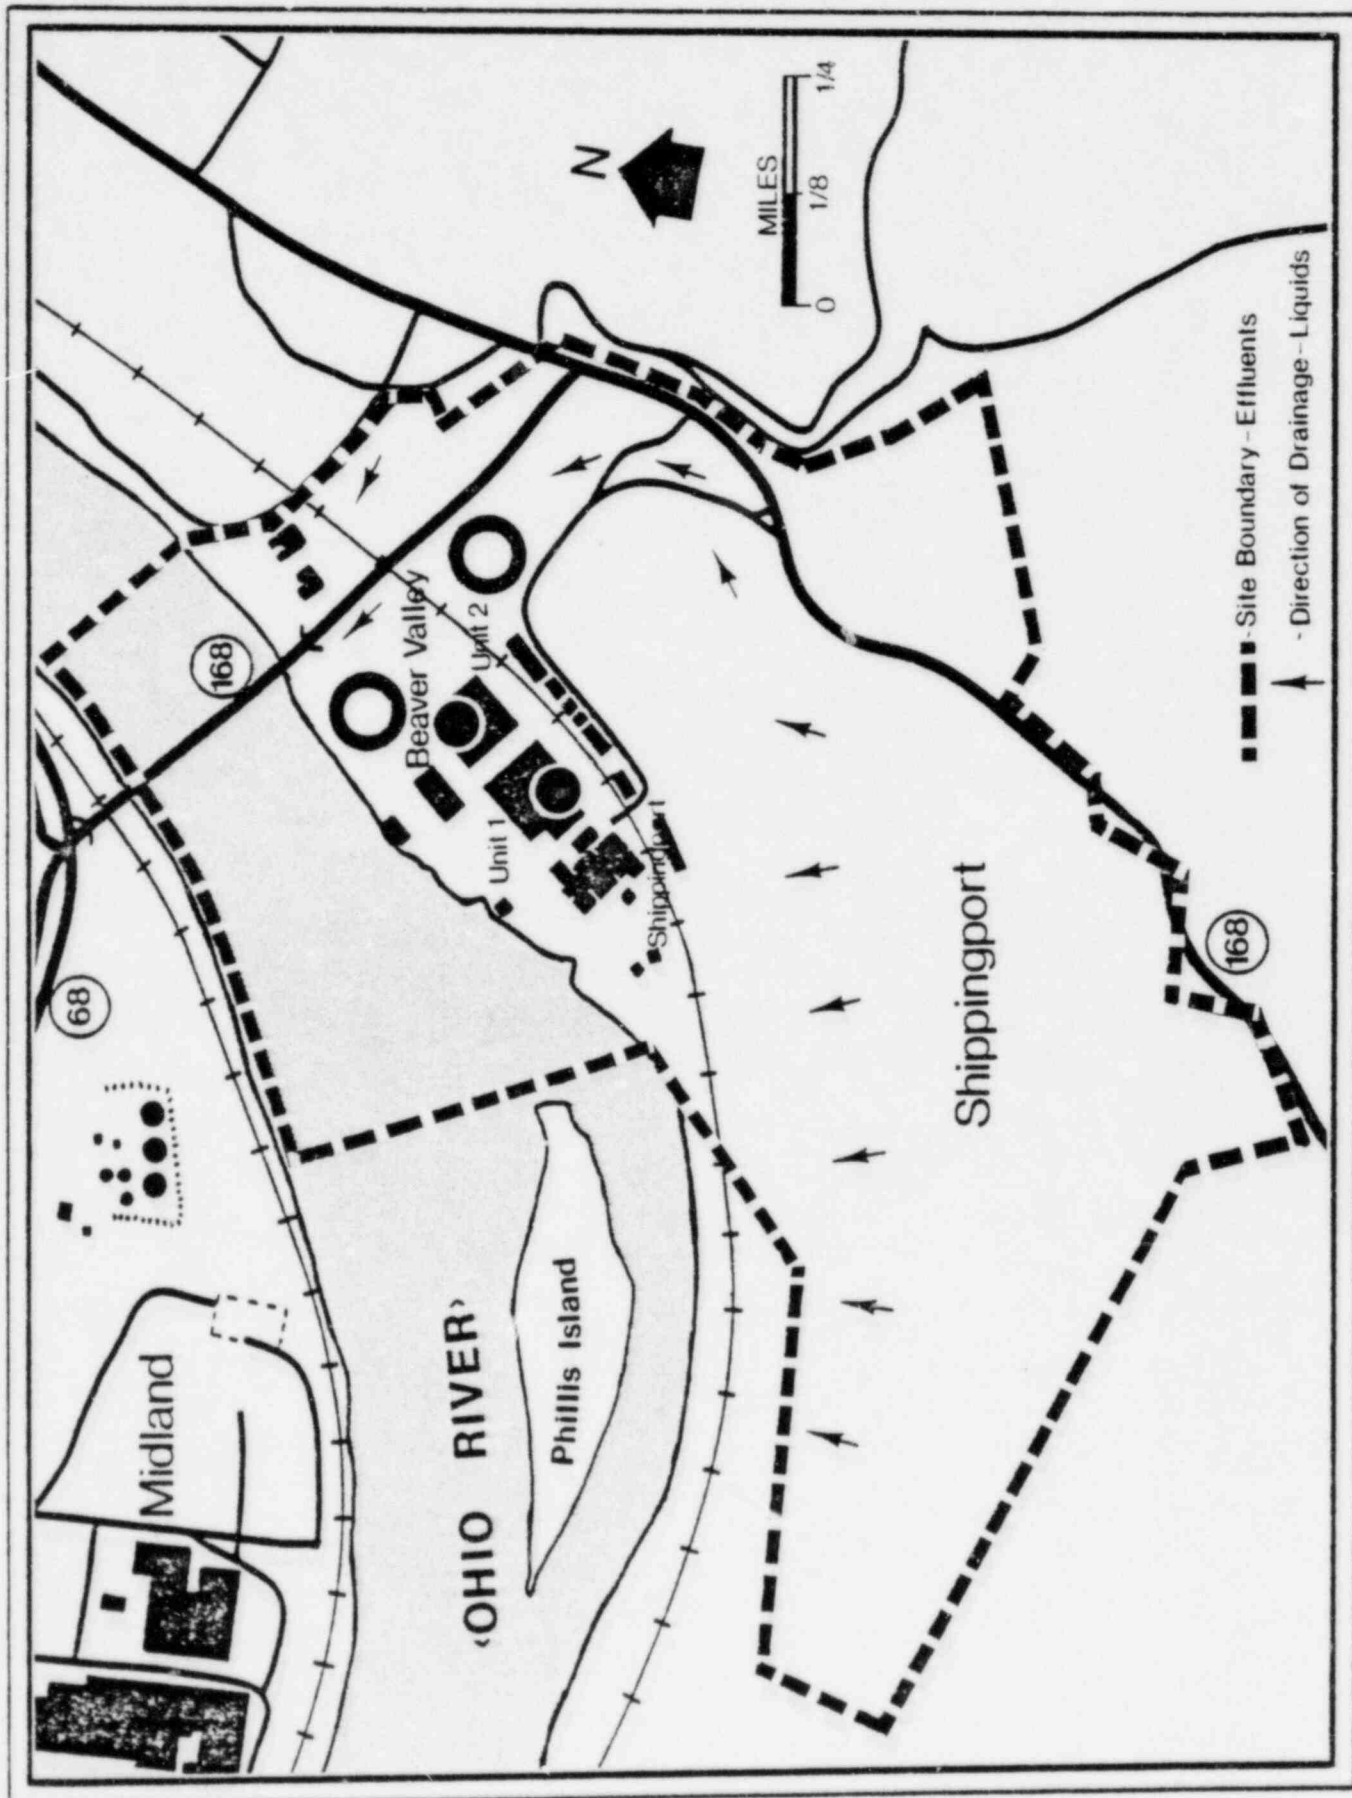 Midland
68
168
‹OHIO RIVER›
Phillis Island
Beaver Valley
Unit 1
Unit 2
Shippingport
Shippingport
168
N
MILES
0 1/8 1/4
-Site Boundary-Effluents
-Direction of Drainage-Liquids